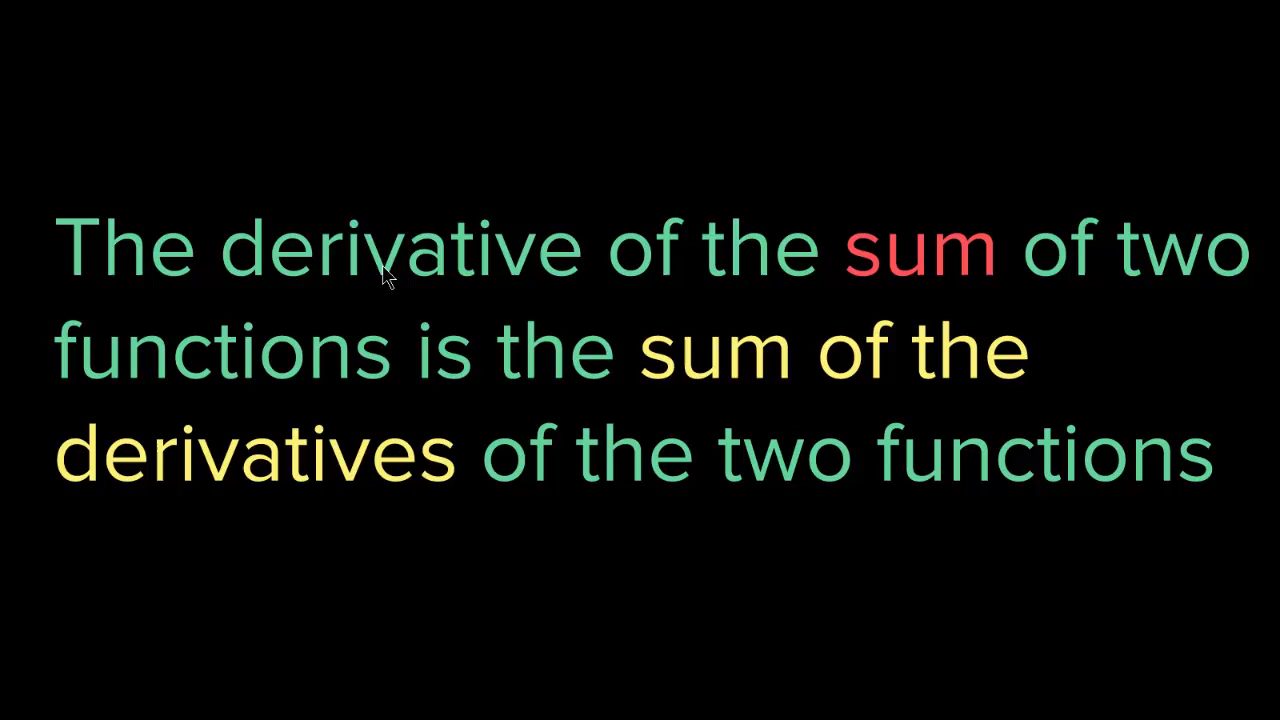 The derivative of the sum of two
functions is the sum of the
derivatives of the two functions